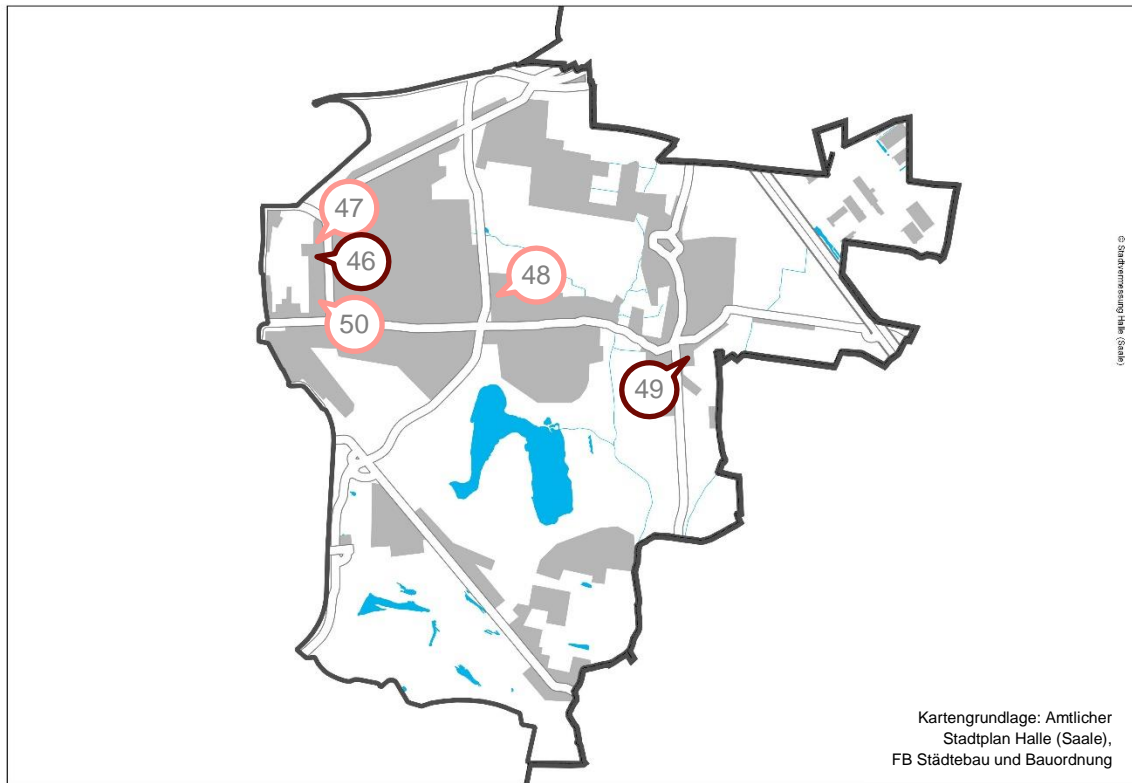 47
46
48
50
49
© Stadtvermessung Halle (Saale)
Kartengrundlage: Amtlicher
Stadtplan Halle (Saale),
FB Städtebau und Bauordnung